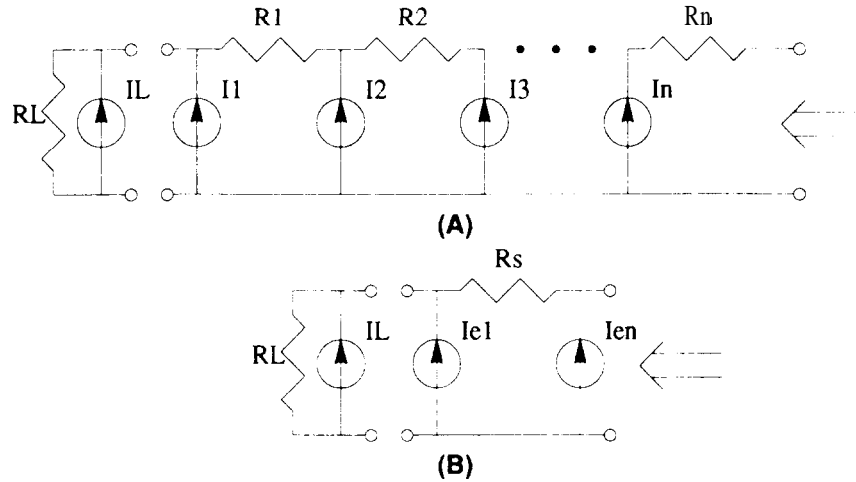 R1 R2 Rn
RL IL I1 I2 I3 In
(A)
Rs
RL IL Ie1 Ien
(B)